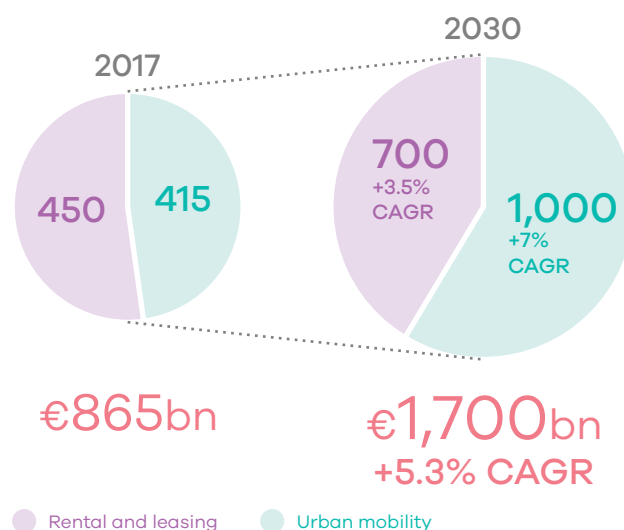 2030
2017
450
415
700
+3.5%
CAGR
1,000
+7%
CAGR
€865bn
€1,700bn
+5.3% CAGR
Rental and leasing
Urban mobility